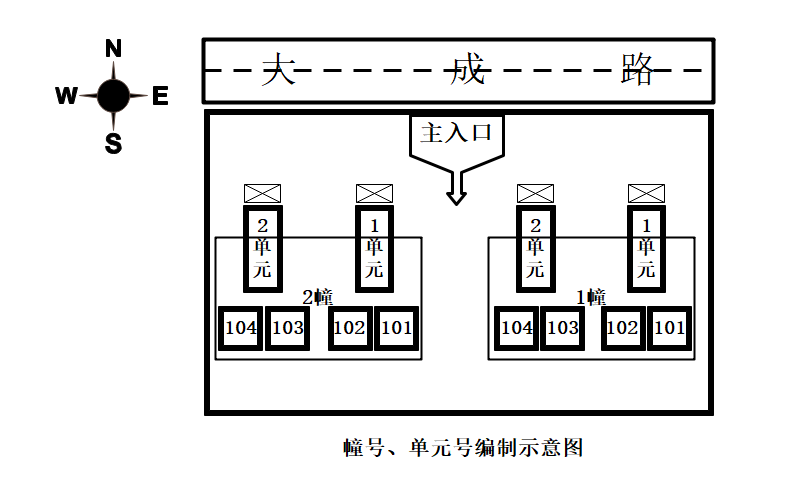 N
W E
S
大成路
主入口
2单元
1单元
2单元
1单元
2幢
1幢
104 103 102 101
104 103 102 101
幢号、单元号编制示意图